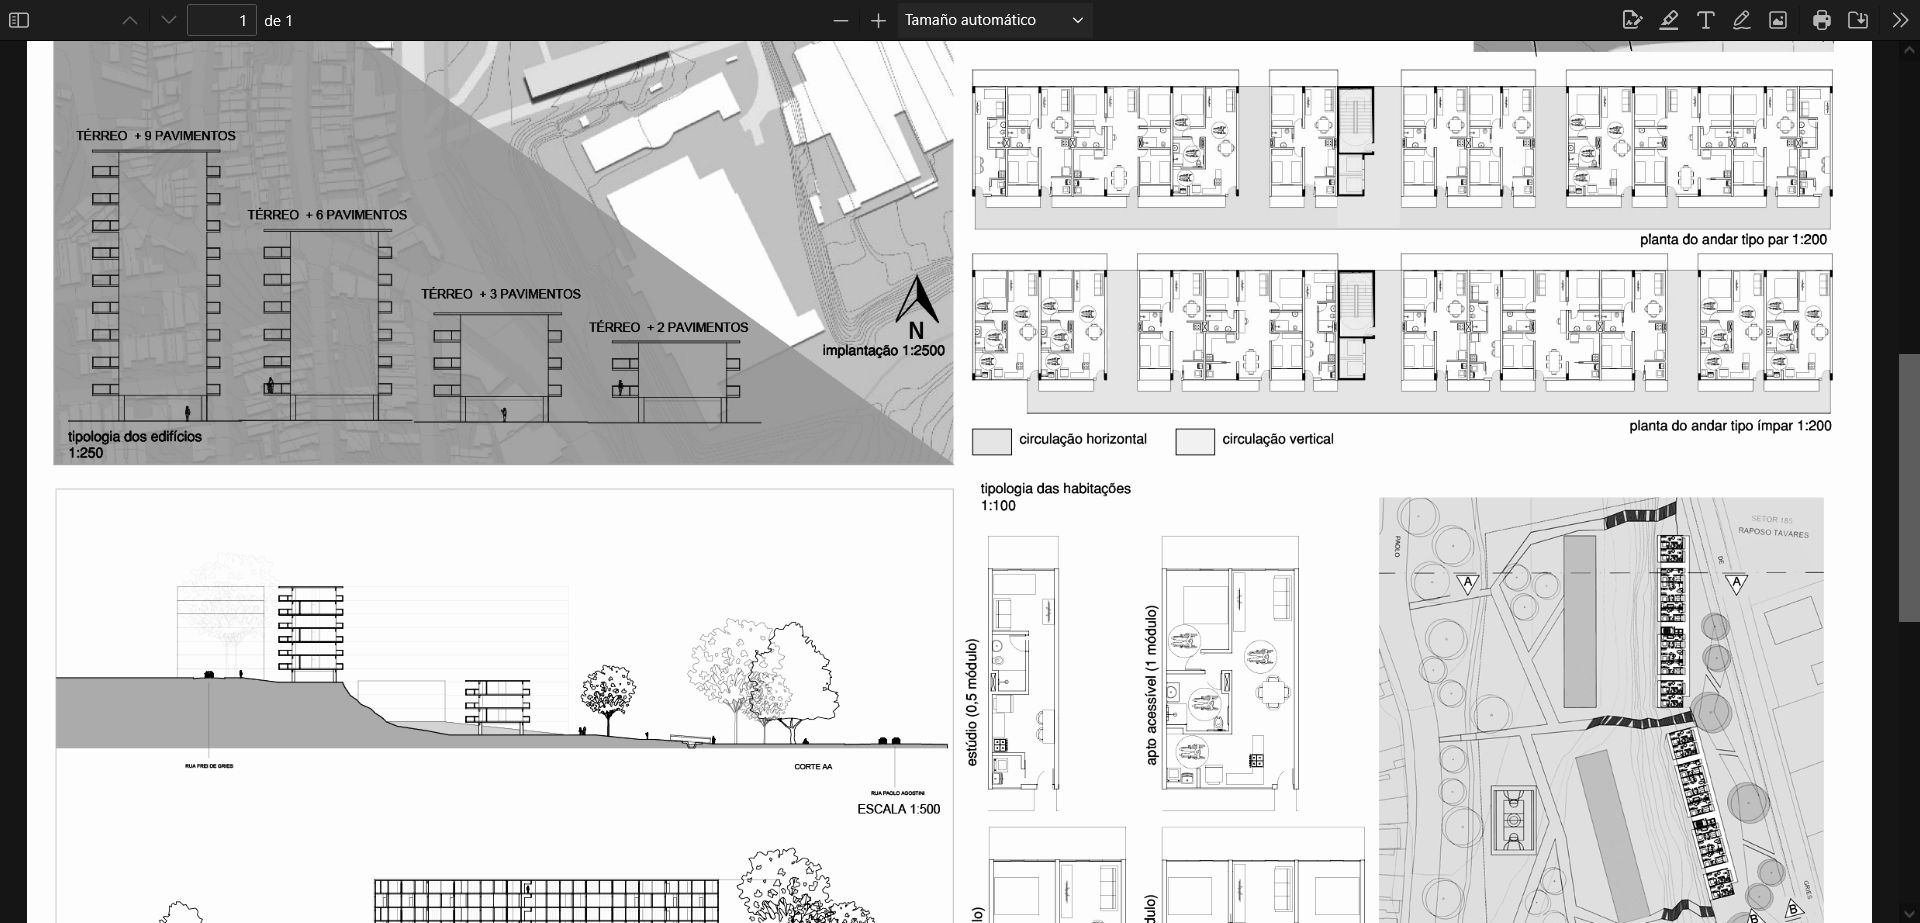 1 de 1
Tamaño automático
TÉRREO + 9 PAVIMENTOS
TÉRREO + 6 PAVIMENTOS
TÉRREO + 3 PAVIMENTOS
TÉRREO + 2 PAVIMENTOS
N
implantação 1:2500
tipologia dos edifícios
1:250
planta do andar tipo par 1:200
planta do andar tipo ímpar 1:200
circulação horizontal
circulação vertical
tipologia das habitações
1:100
estúdio (0,5 módulo)
apto acessível (1 módulo)
SETOR 185
RAPOSO TAVARES
PAOLO
DE
A
A
RUA FREI DE GRIES
CORTE AA
RUA PAOLO AGOSTINI
ESCALA 1:500
GRIES
B
B